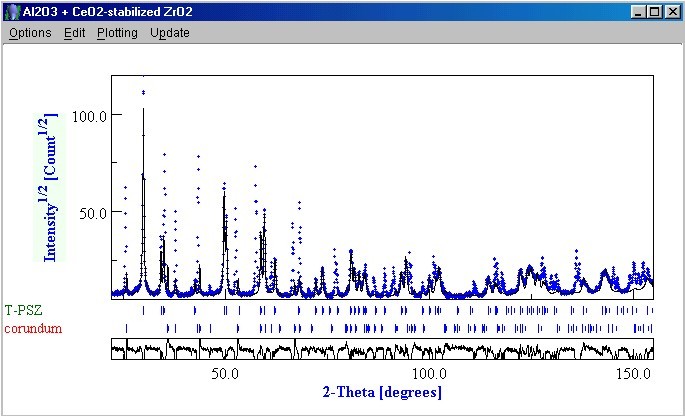 Al2O3 + CeO2-stabilized ZrO2
Options Edit Plotting Update
Intensity1/2 [Count1/2]
100.0
50.0
T-PSZ
corundum
50.0 100.0 150.0
2-Theta [degrees]